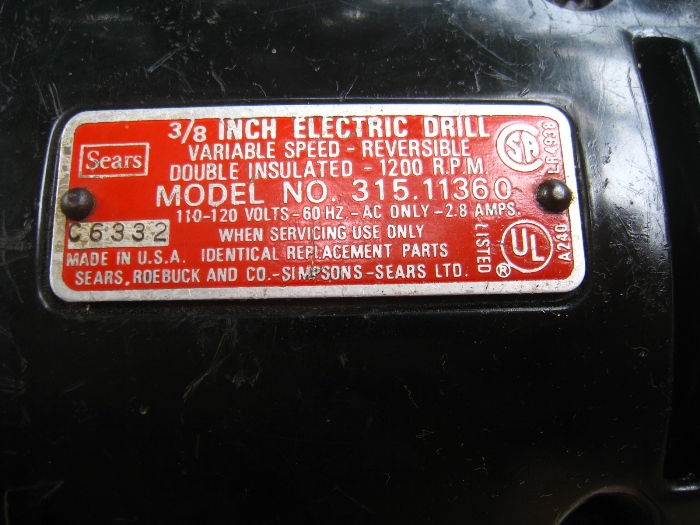 3/8 INCH ELECTRIC DRILL
Sears
VARIABLE SPEED - REVERSIBLE
DOUBLE INSULATED - 1200 R.P.M.
MODEL NO. 315.11360
110-120 VOLTS-60 HZ.-AC ONLY-2.8 AMPS.
C6332
WHEN SERVICING USE ONLY
MADE IN U.S.A. IDENTICAL REPLACEMENT PARTS
SEARS, ROEBUCK AND CO.-SIMPSONS-SEARS LTD.
SA
LR4938
LISTED
UL
®
A240